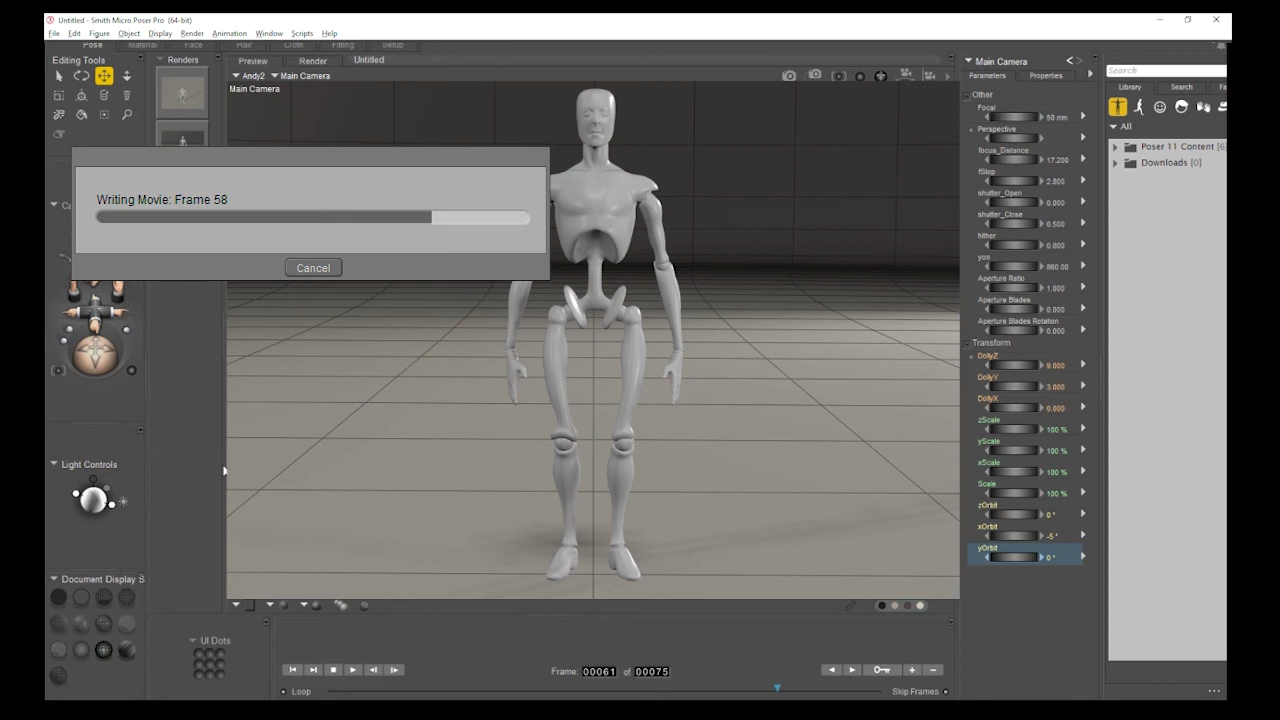 Untitled - Smith Micro Poser Pro (64-bit)
File Edit Figure Object Display Render Animation Window Scripts Help
Pose Material Face Hair Cloth Fitting Setup
Editing Tools
Renders
Preview Render Untitled
Andy2 Main Camera
Main Camera
Writing Movie: Frame 58
Cancel
Light Controls
Document Display S
UI Dots
Frame: 00061 of 00075
Loop
Skip Frames
Main Camera
Parameters Properties
Other
Focal
50 mm
Perspective
focus_Distance
17.200
fStop
2.800
shutter_Open
0.000
shutter_Close
0.500
hither
0.800
yon
860.00
Aperture Ratio
1.000
Aperture Blades
0.000
Aperture Blades Rotation
0.000
Transform
DollyZ
9.000
DollyY
3.000
DollyX
0.000
zScale
100 %
yScale
100 %
xScale
100 %
Scale
100 %
zOrbit
0 °
xOrbit
-5 °
yOrbit
0 °
Search
Library Search Fa
All
Poser 11 Content [6]
Downloads [0]